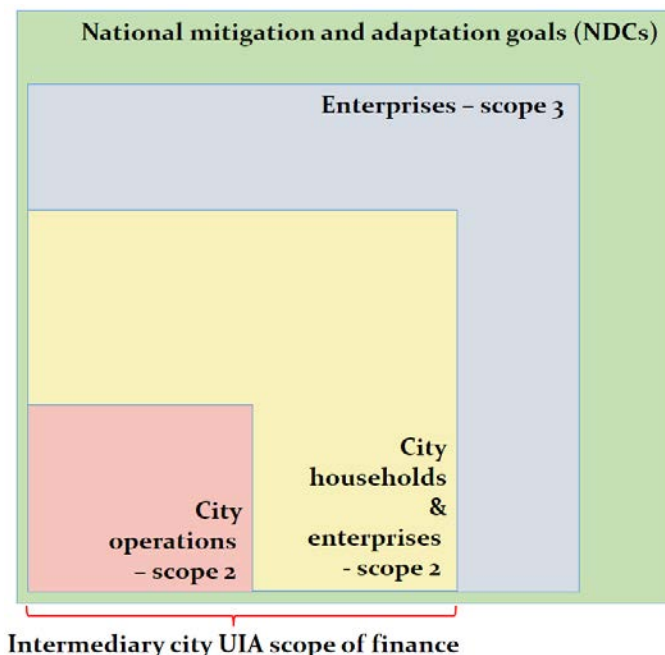 National mitigation and adaptation goals (NDCs)
Enterprises – scope 3
City
households
&
enterprises
- scope 2
City
operations
– scope 2
Intermediary city UIA scope of finance